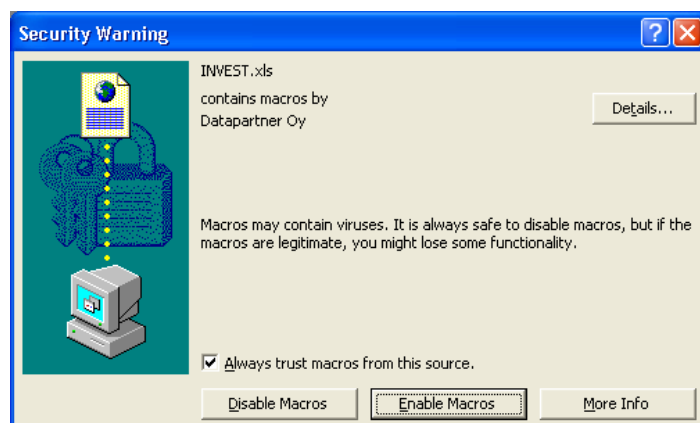 Security Warning
INVEST.xls
contains macros by
Datapartner Oy
Details...
Macros may contain viruses. It is always safe to disable macros, but if the
macros are legitimate, you might lose some functionality.
Always trust macros from this source.
Disable Macros
Enable Macros
More Info